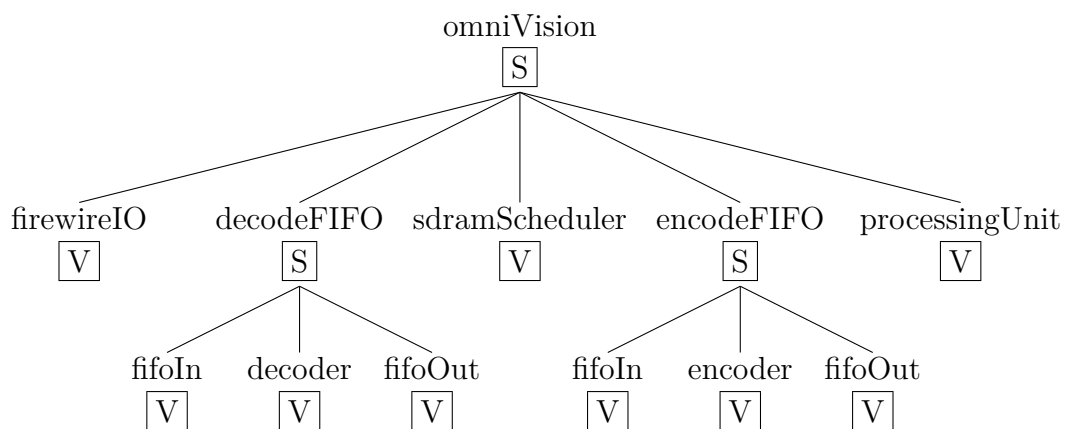 omniVision
S
firewireIO decodeFIFO sdramScheduler encodeFIFO processingUnit
V S V S V
fifoIn decoder fifoOut fifoIn encoder fifoOut
V V V V V V